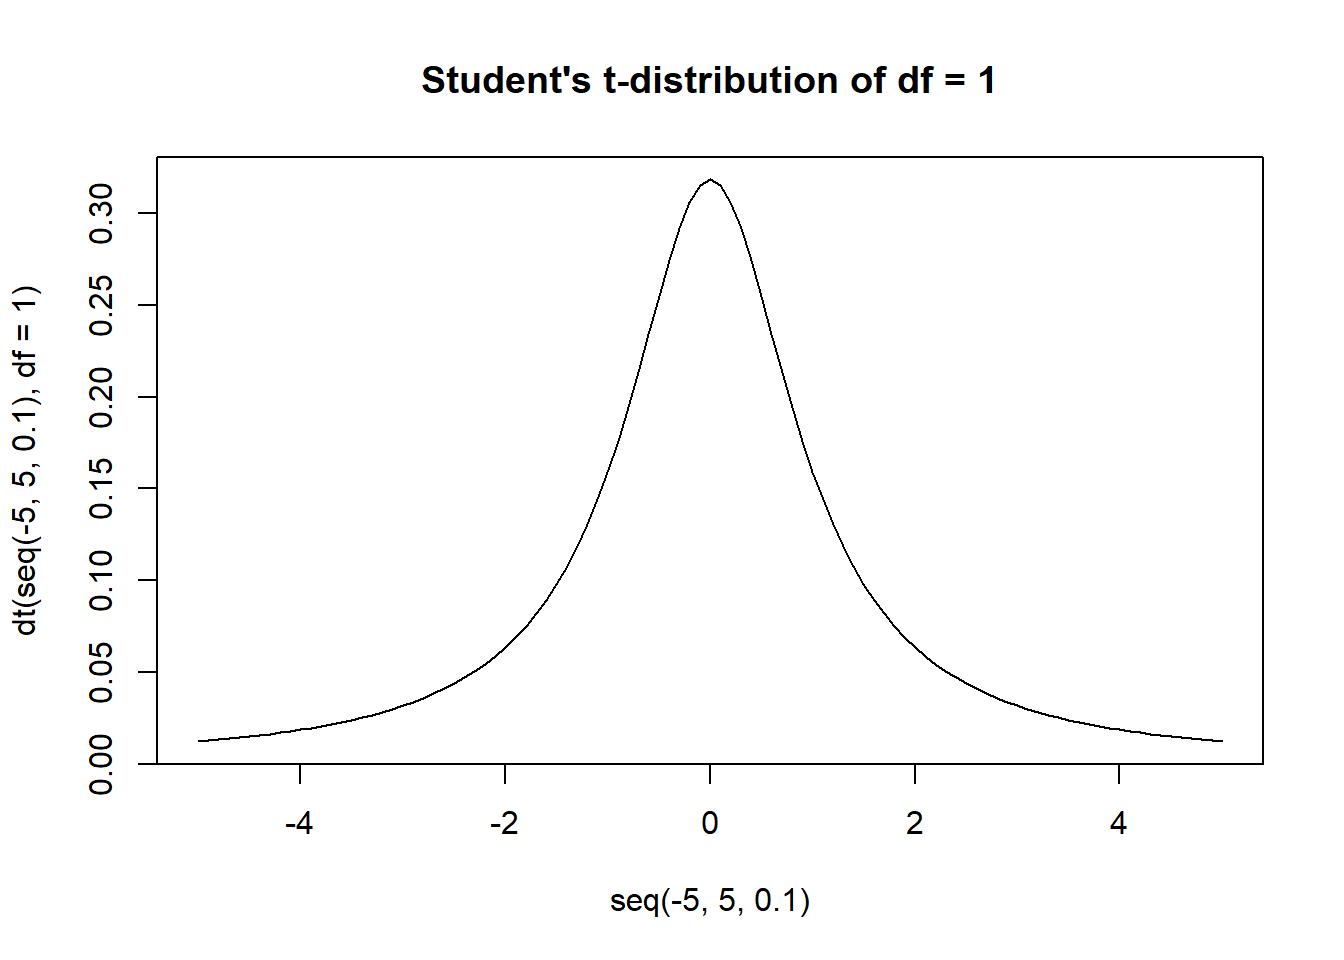 Student's t-distribution of df = 1
dt(seq(-5, 5, 0.1), df = 1)
0.30
0.25
0.20
0.15
0.10
0.05
0.00
-4 -2 0 2 4
seq(-5, 5, 0.1)